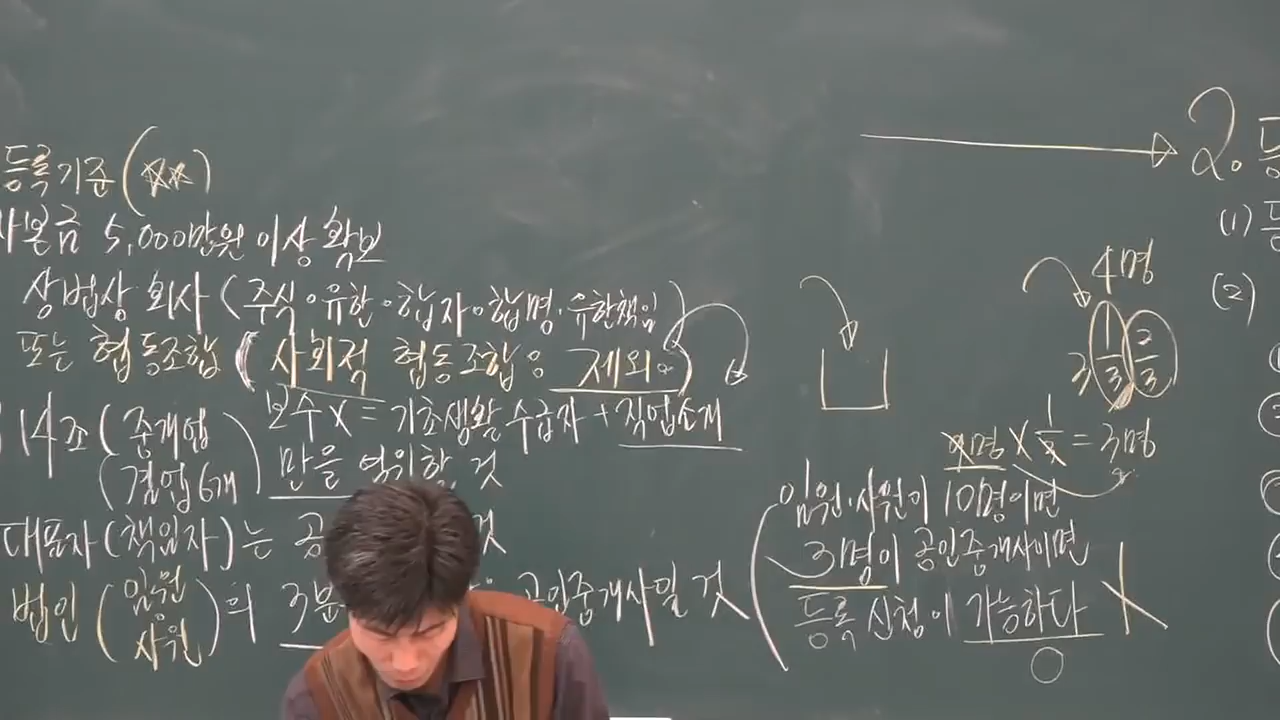 등록기준(**)
자본금 5,000만원 이상 확보
상법상 회사(주식·유한·합자·합명·유한책임)
또는 협동조합(사회적 협동조합은 제외)
보수X = 기초생활수급자 + 직업소개
14조(중개업
겸업6개)
만을 영위할 것
대표자(책임자)는 공 것
법인(임원
사원)의 3분 공인중개사일 것
임원·사원이 10명이면
3명이 공인중개사이면
등록신청이 가능하다 X
O
4명
3 1/3 2/3
명 X 1/ = 3명
2. 등
(1) 등
(2)